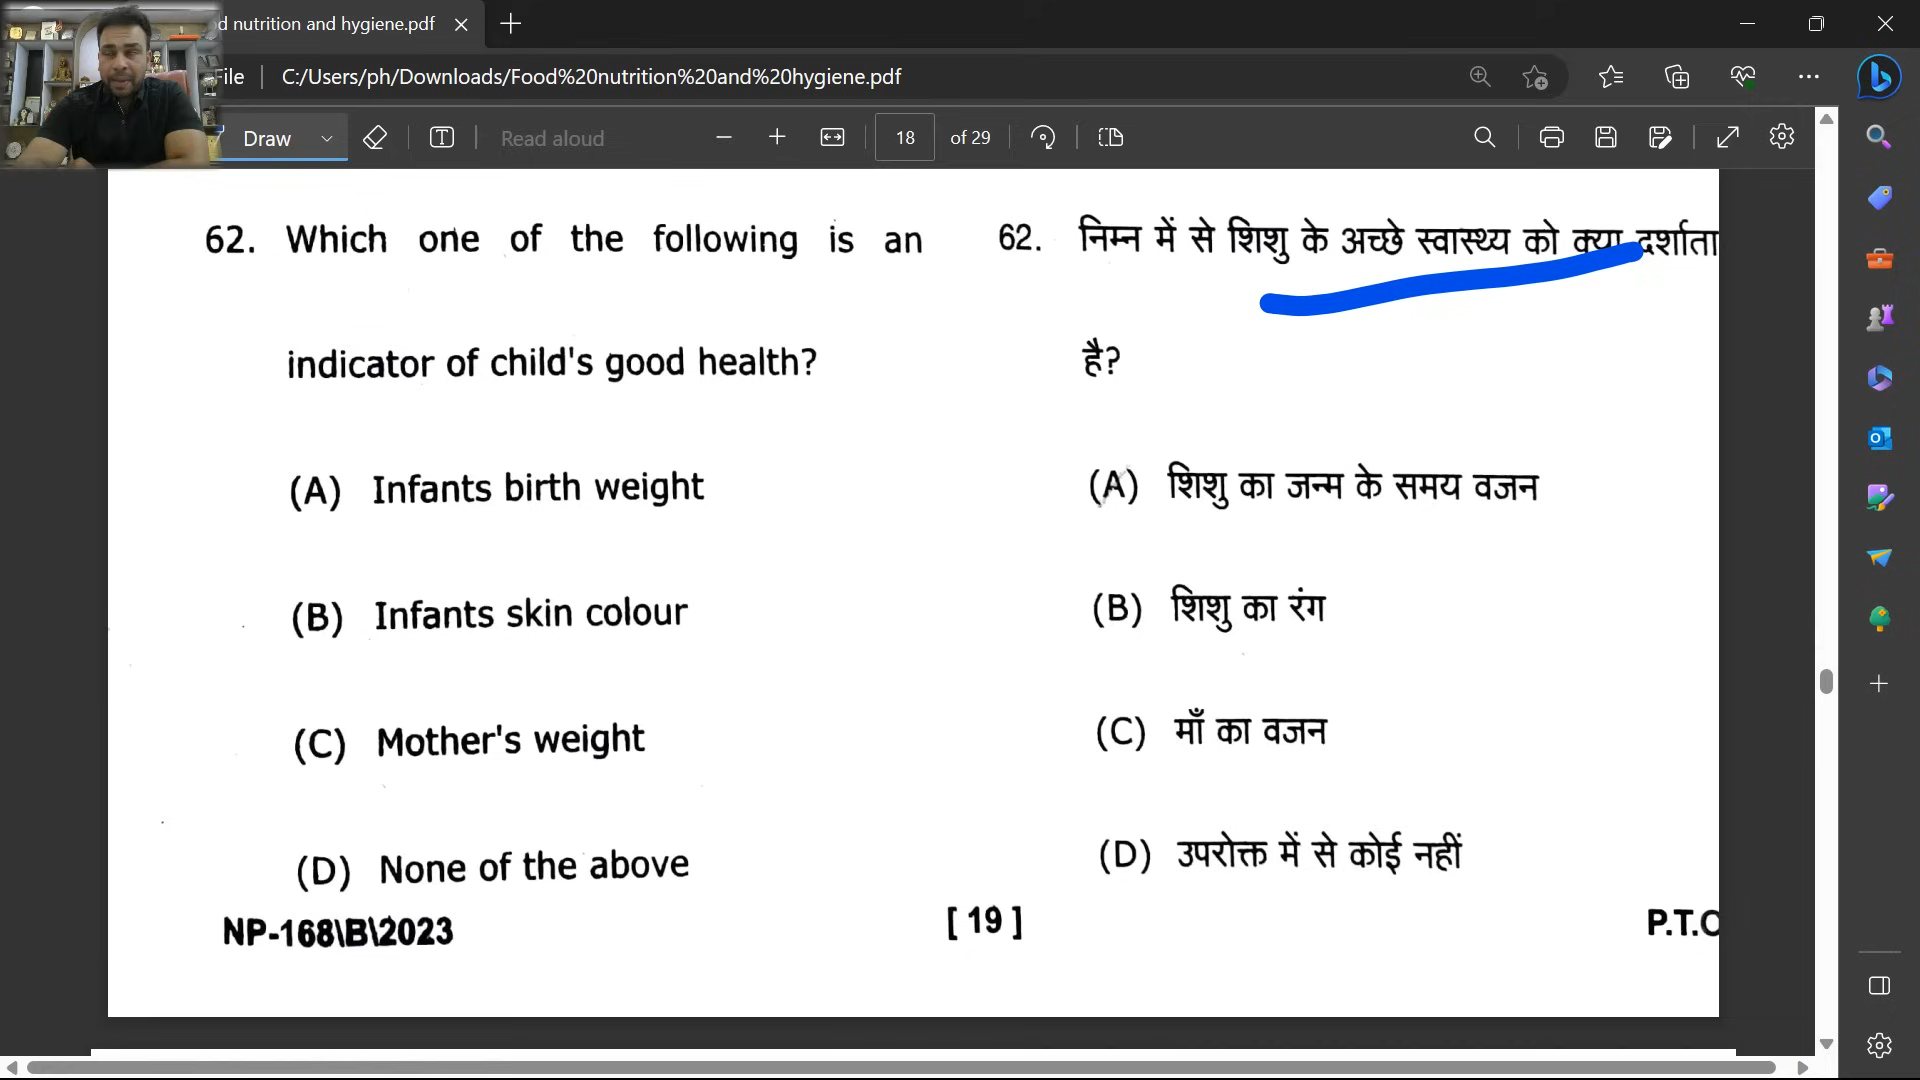 d nutrition and hygiene.pdf
File
C:/Users/ph/Downloads/Food%20nutrition%20and%20hygiene.pdf
Draw
Read aloud
18 of 29
62. Which one of the following is an
indicator of child's good health?
(A) Infants birth weight
(B) Infants skin colour
(C) Mother's weight
(D) None of the above
62. निम्न में से शिशु के अच्छे स्वास्थ्य को क्या दर्शाता
है?
(A) शिशु का जन्म के समय वजन
(B) शिशु का रंग
(C) माँ का वजन
(D) उपरोक्त में से कोई नहीं
NP-168\B\2023
[ 19 ]
P.T.O